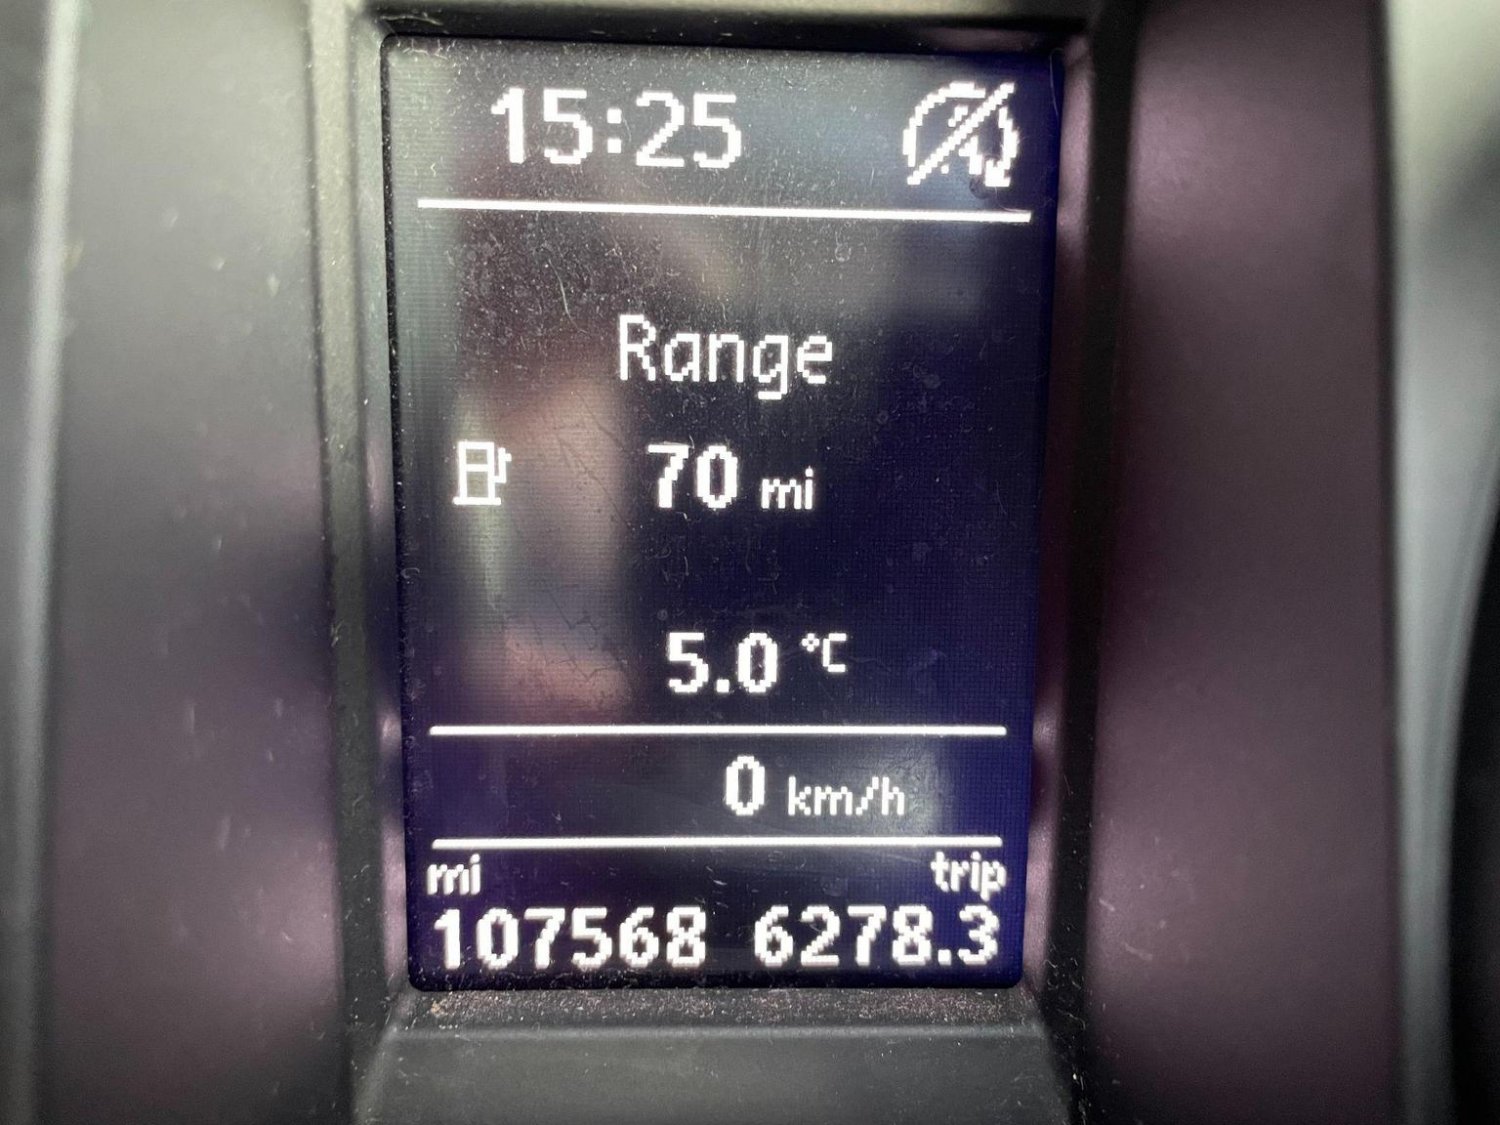 15:25
Range
70 mi
5.0 °C
0 km/h
mi trip
107568 6278.3